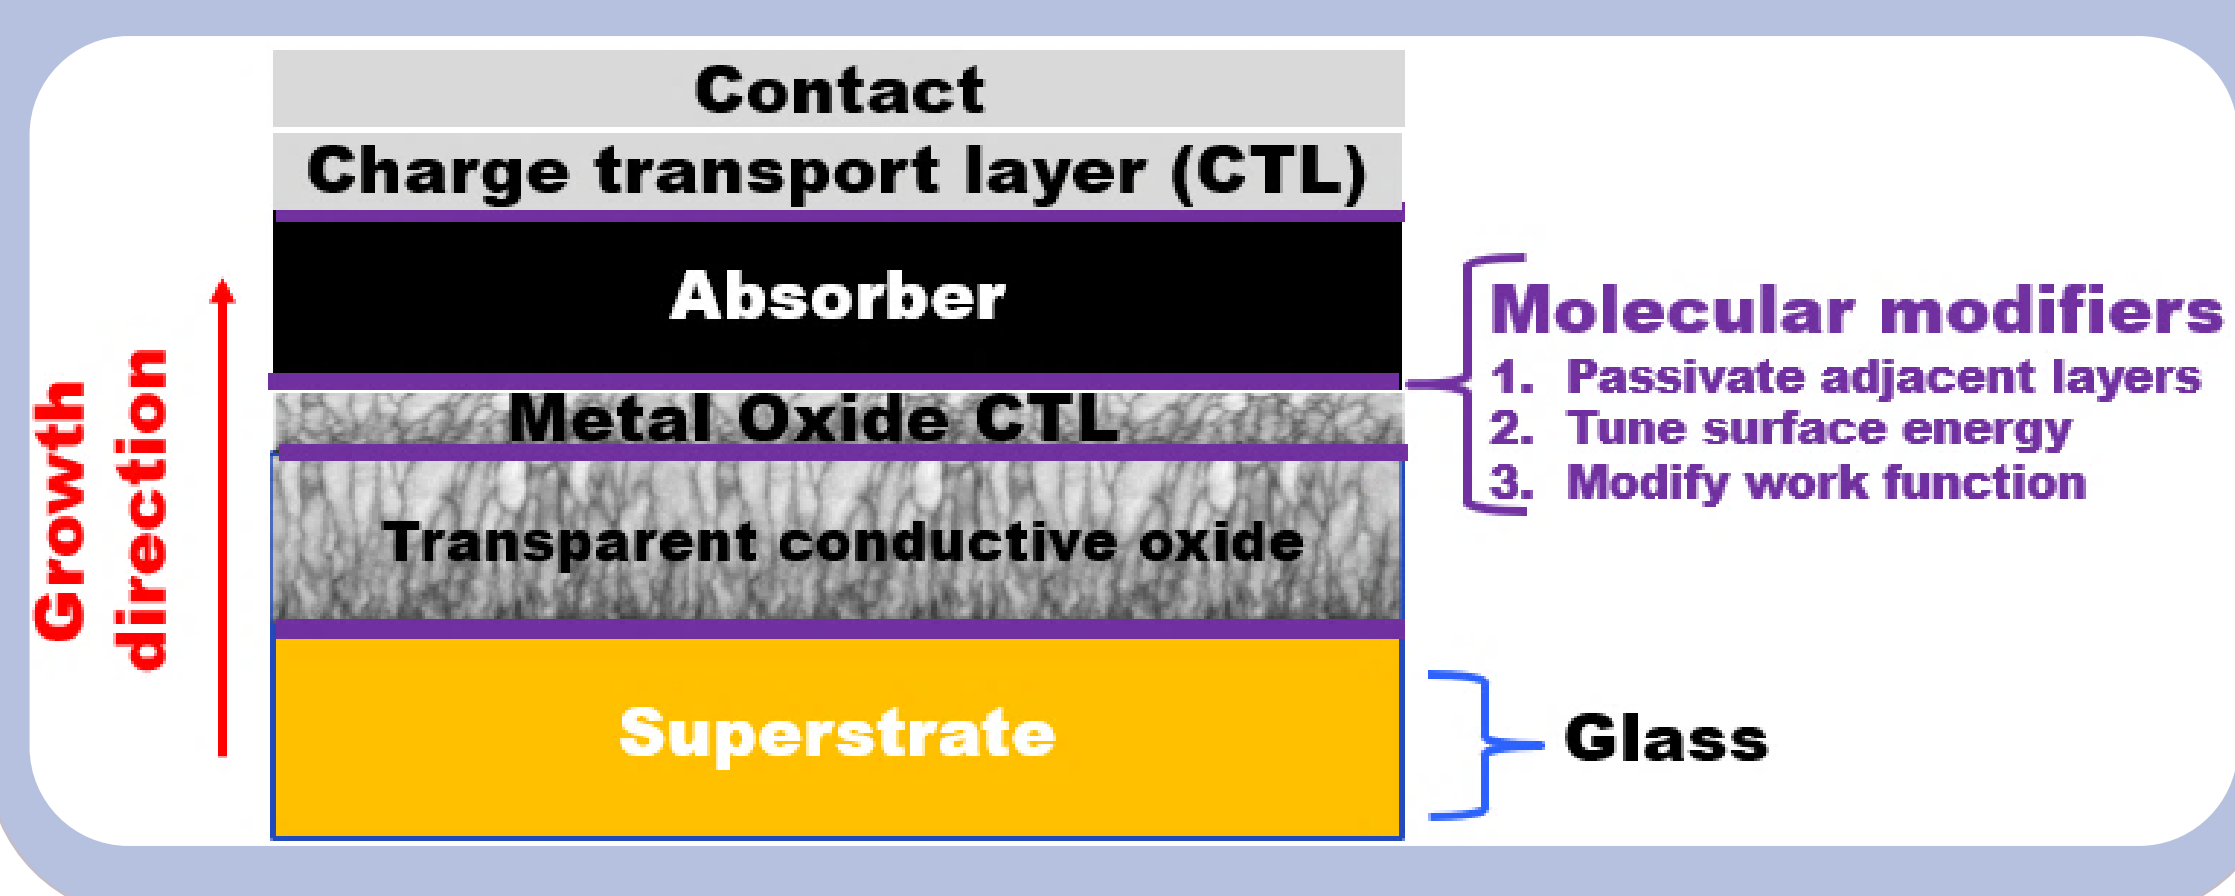 Contact
Charge transport layer (CTL)
Absorber
Metal Oxide CTL
Transparent conductive oxide
Superstrate
Growth
direction
Molecular modifiers
1. Passivate adjacent layers
2. Tune surface energy
3. Modify work function
Glass